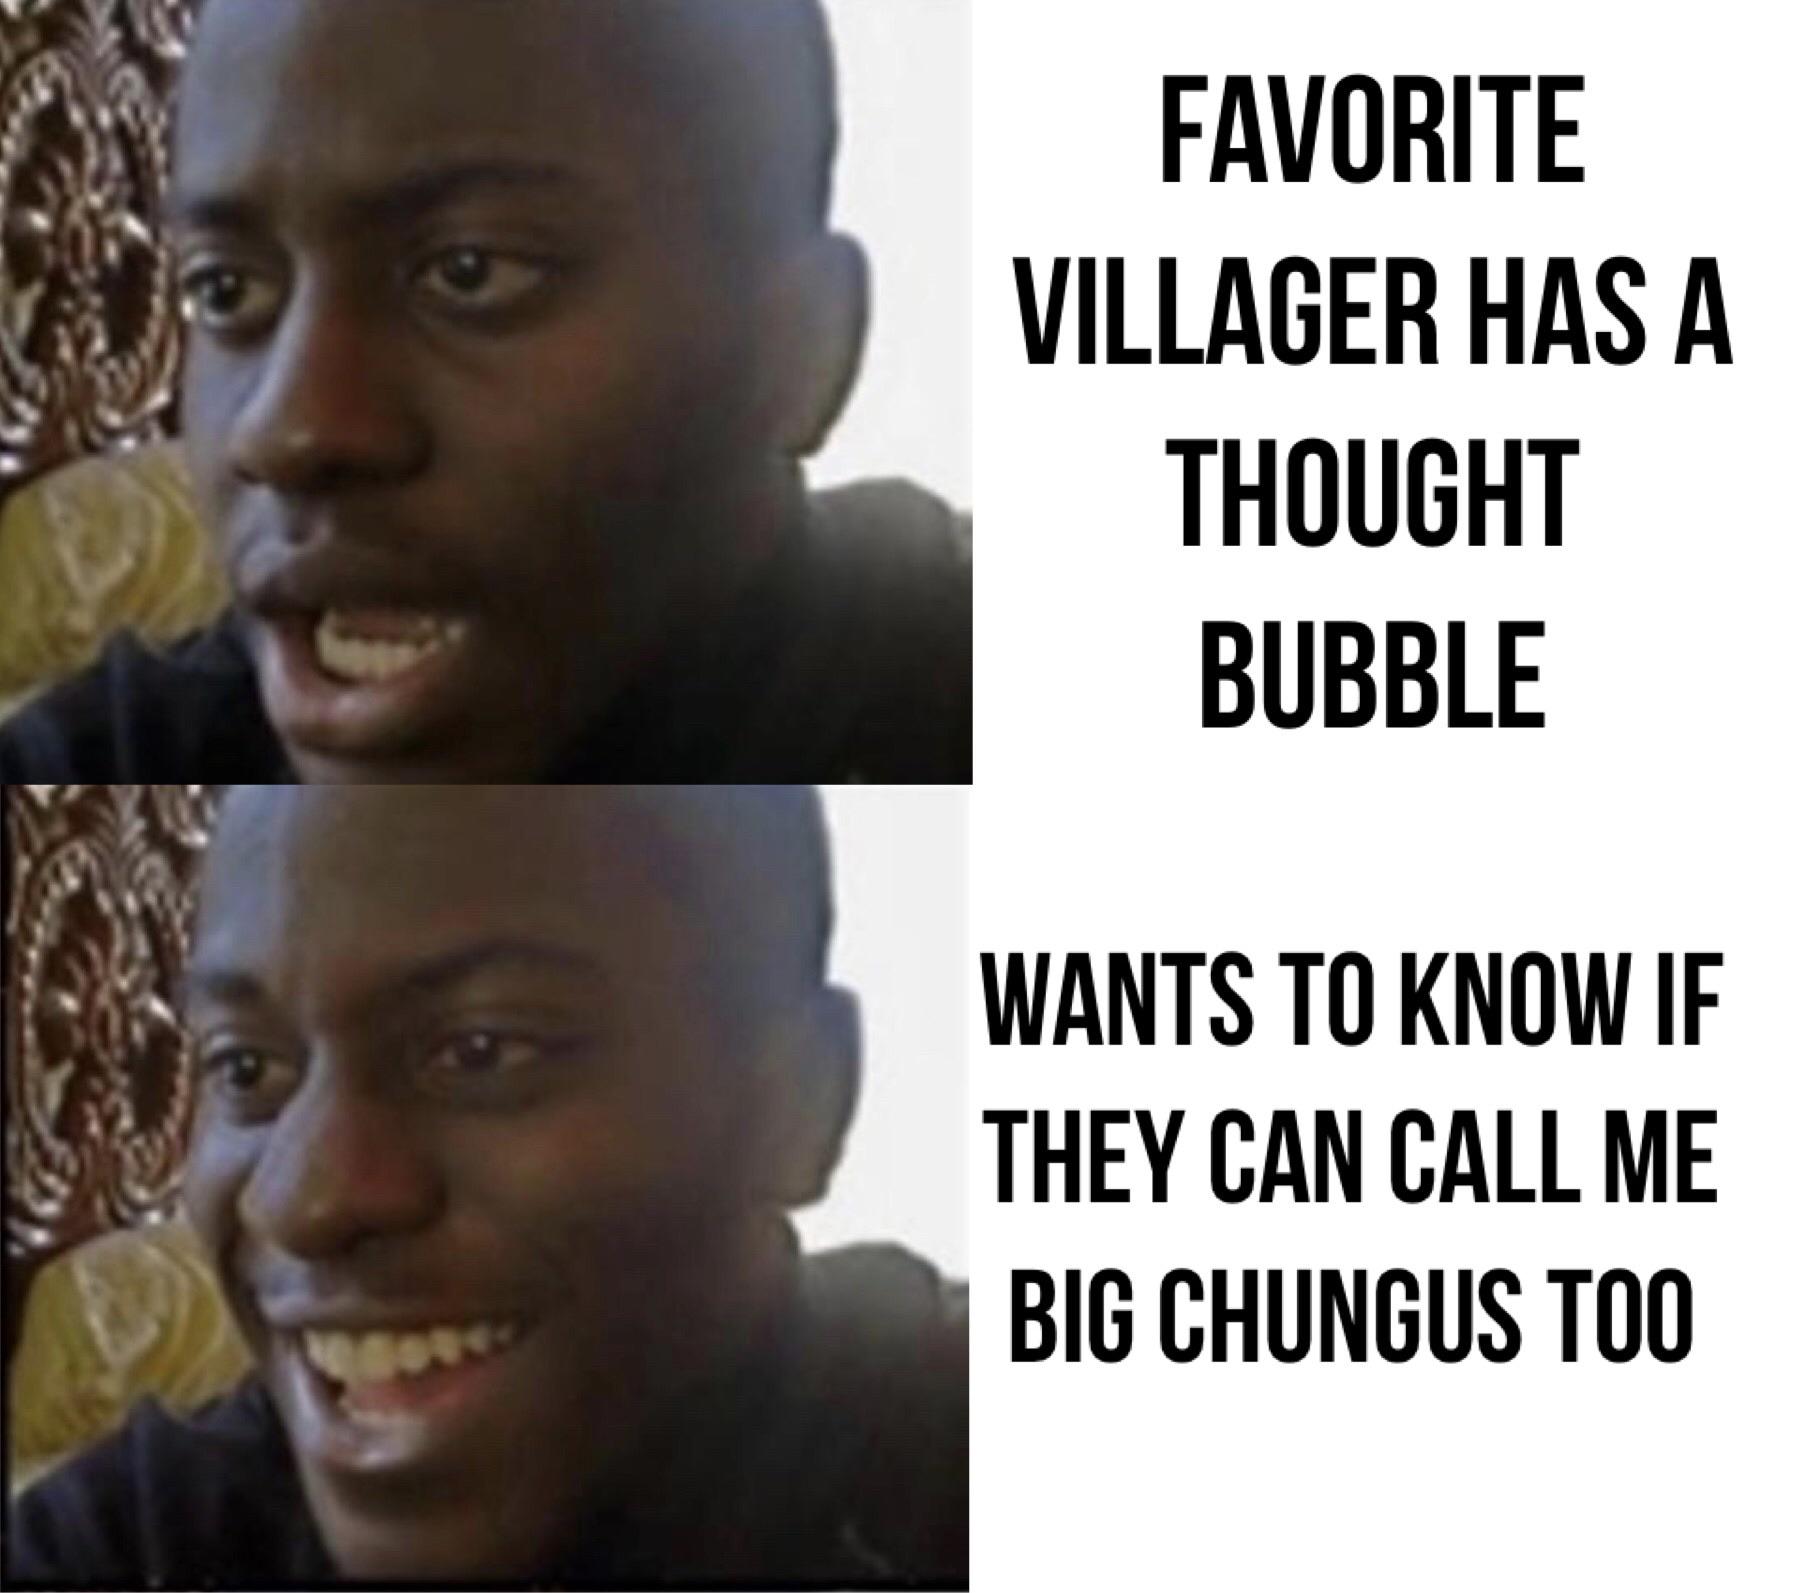 FAVORITE
VILLAGER HAS A
THOUGHT
BUBBLE
WANTS TO KNOW IF
THEY CAN CALL ME
BIG CHUNGUS TOO